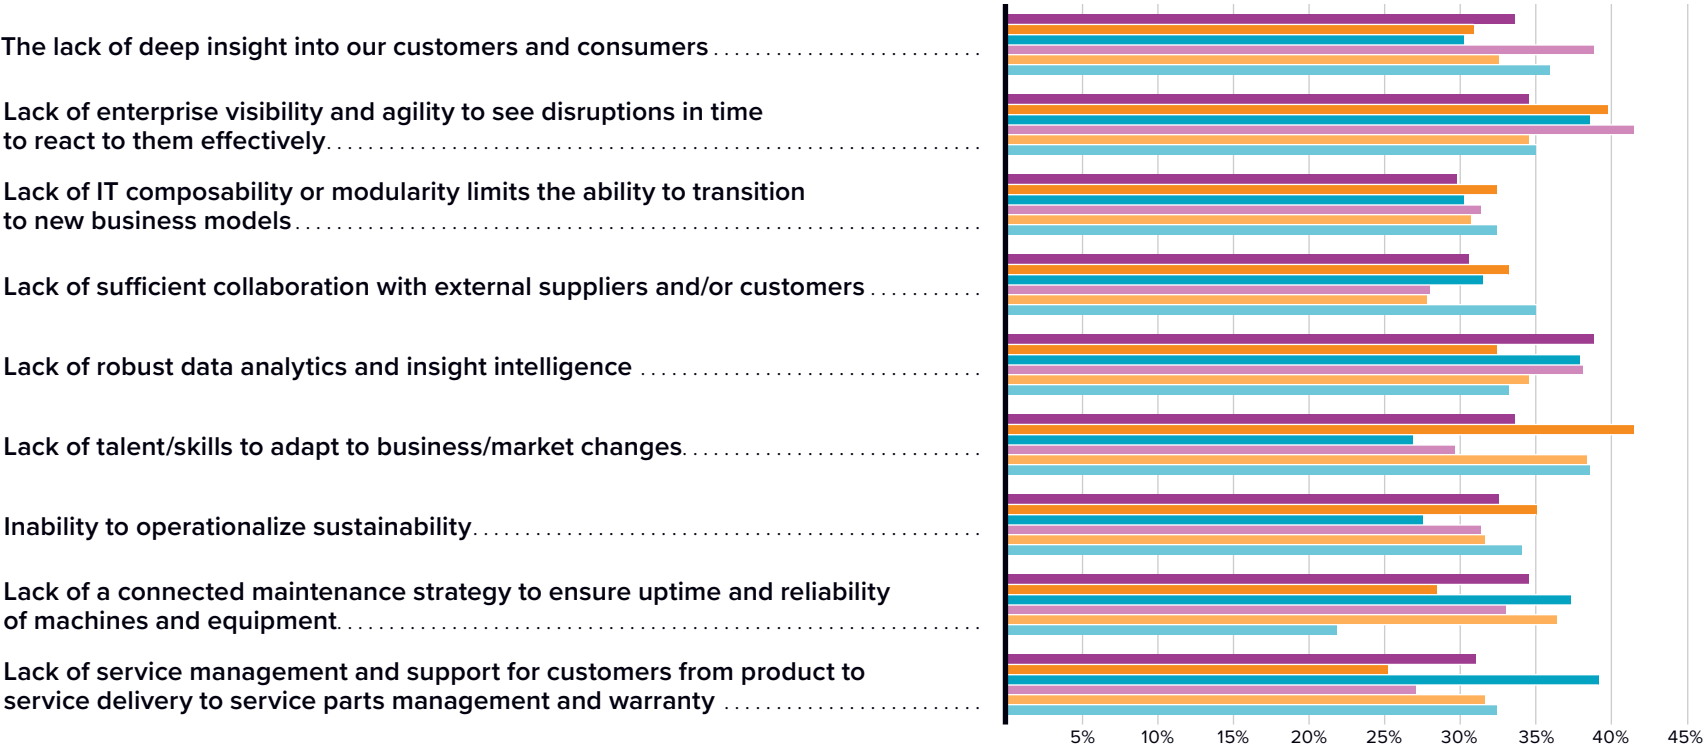 The lack of deep insight into our customers and consumers
Lack of enterprise visibility and agility to see disruptions in time
to react to them effectively
Lack of IT composability or modularity limits the ability to transition
to new business models
Lack of sufficient collaboration with external suppliers and/or customers
Lack of robust data analytics and insight intelligence
Lack of talent/skills to adapt to business/market changes
Inability to operationalize sustainability
Lack of a connected maintenance strategy to ensure uptime and reliability
of machines and equipment
Lack of service management and support for customers from product to
service delivery to service parts management and warranty
5% 10% 15% 20% 25% 30% 35% 40% 45%